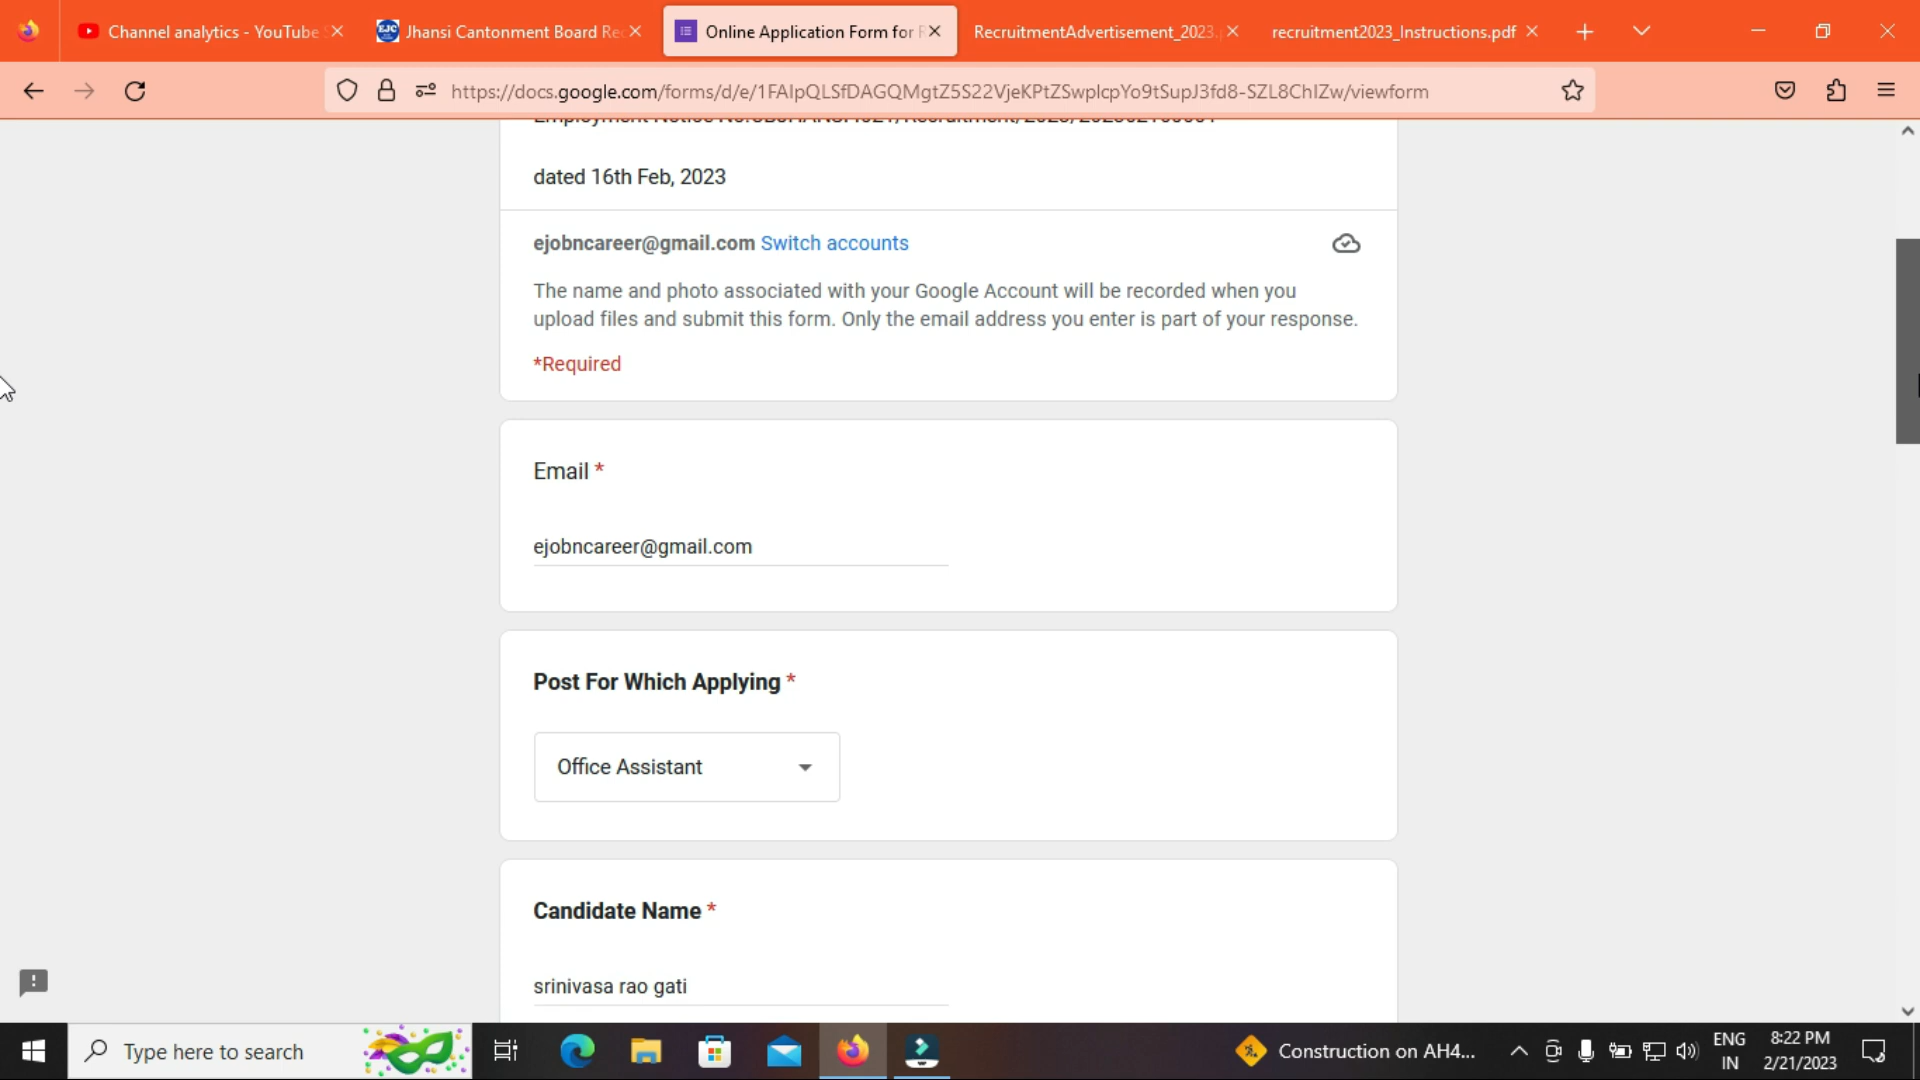 Channel analytics - YouTube
EJC Jhansi Cantonment Board Rec
Online Application Form for R
RecruitmentAdvertisement_2023.
recruitment2023_Instructions.pdf
https://docs.google.com/forms/d/e/1FAIpQLSfDAGQMgtZ5S22VjeKPtZSwplcpYo9tSupJ3fd8-SZL8ChIZw/viewform
dated 16th Feb, 2023
ejobncareer@gmail.com Switch accounts
The name and photo associated with your Google Account will be recorded when you
upload files and submit this form. Only the email address you enter is part of your response.
*Required
Email *
ejobncareer@gmail.com
Post For Which Applying *
Office Assistant
Candidate Name *
srinivasa rao gati
Type here to search
Construction on AH4...
ENG
IN
8:22 PM
2/21/2023